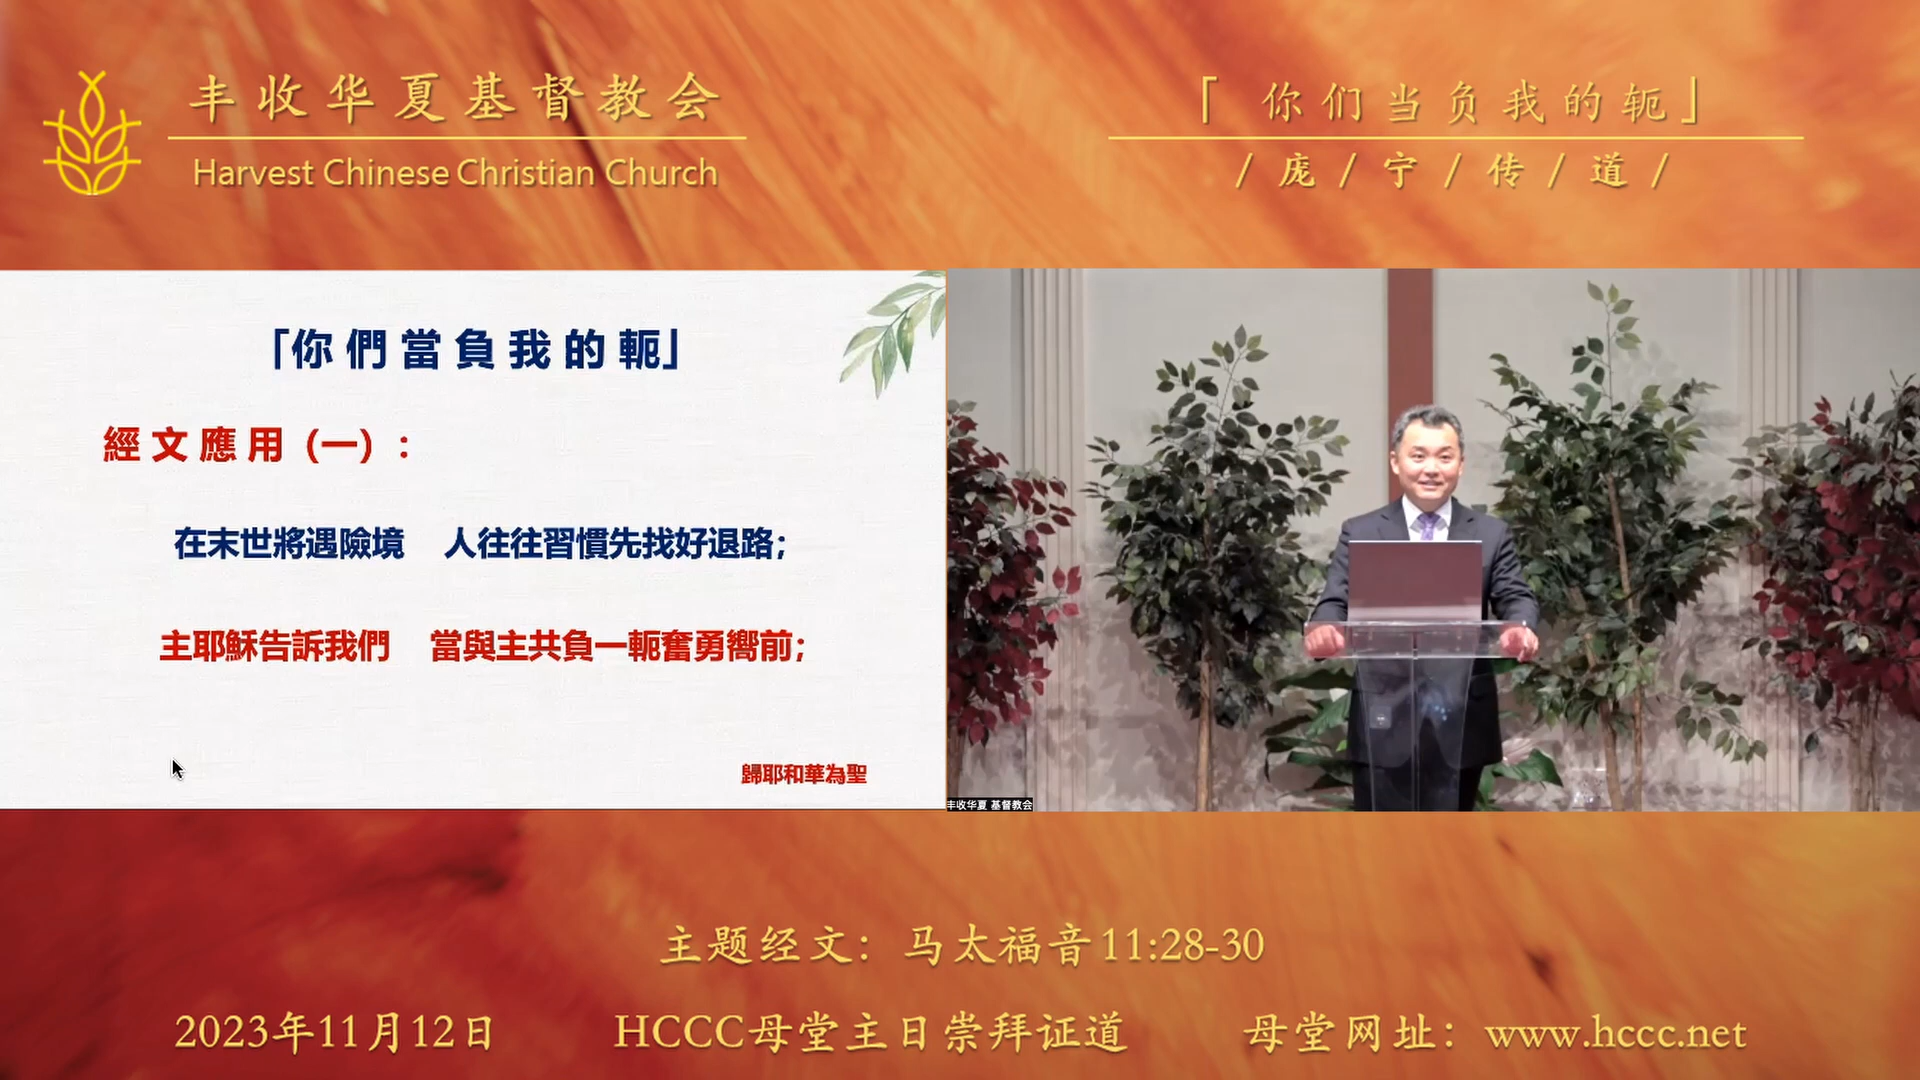 丰收华夏基督教会
Harvest Chinese Christian Church
「你们当负我的轭」
/ 庞 / 宁 / 传 / 道 /
「你們當負我的軛」
經文應用（一）：
在末世將遇險境 人往往習慣先找好退路；
主耶穌告訴我們 當與主共負一軛奮勇嚮前；
歸耶和華為聖
丰收华夏 基督教会
主题经文：马太福音11:28-30
2023年11月12日 HCCC母堂主日崇拜证道 母堂网址：www.hccc.net